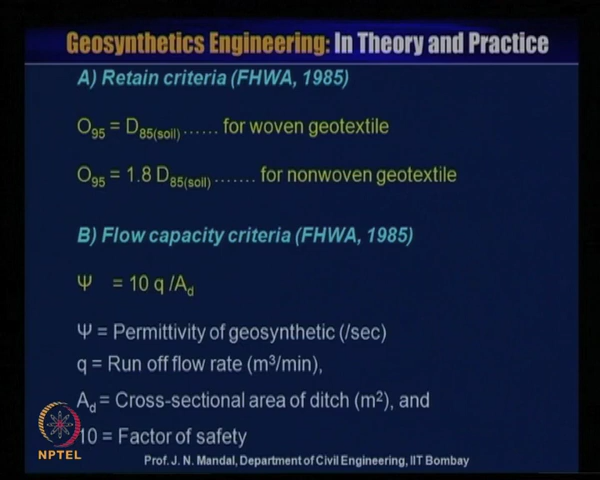 Geosynthetics Engineering: In Theory and Practice
A) Retain criteria (FHWA, 1985)
O95 = D85(soil) ...... for woven geotextile
O95 = 1.8 D85(soil) ....... for nonwoven geotextile
B) Flow capacity criteria (FHWA, 1985)
Ψ = 10 q /Ad
Ψ = Permittivity of geosynthetic (/sec)
q = Run off flow rate (m³/min),
Ad = Cross-sectional area of ditch (m²), and
10 = Factor of safety
NPTEL
Prof. J. N. Mandal, Department of Civil Engineering, IIT Bombay